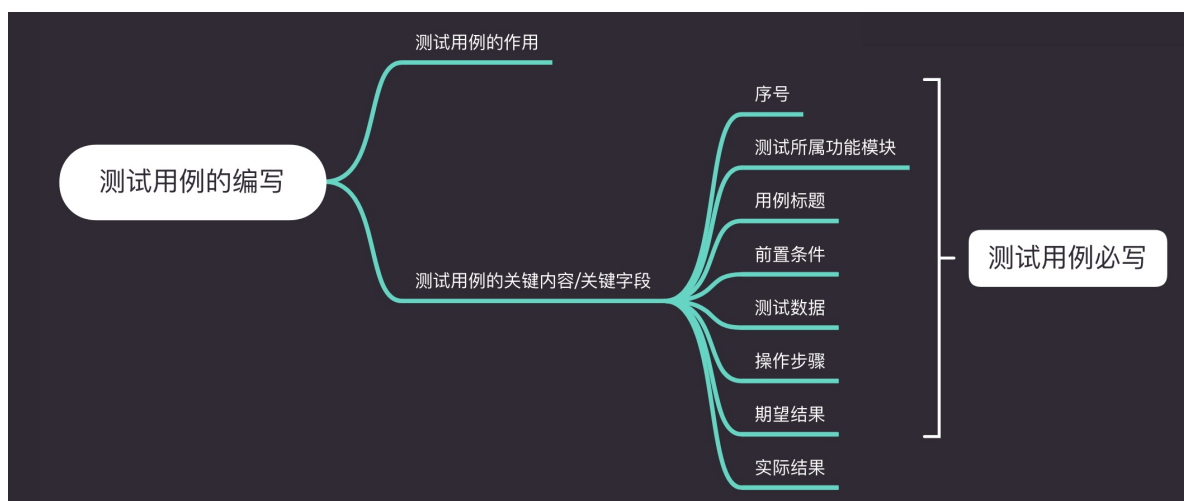 测试用例的作用
序号
测试所属功能模块
测试用例的编写
用例标题
前置条件
测试用例必写
测试用例的关键内容/关键字段
测试数据
操作步骤
期望结果
实际结果